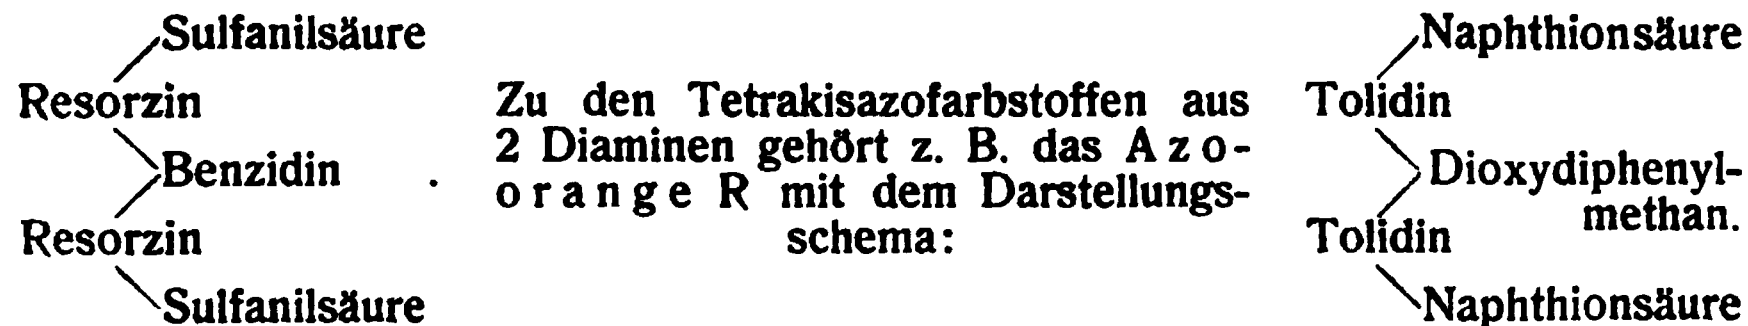 Sulfanilsäure
Resorzin
Benzidin .
Resorzin
Sulfanilsäure
Zu den Tetrakisazofarbstoffen aus
2 Diaminen gehört z. B. das Azo-
orange R mit dem Darstellungs-
schema:
Naphthionsäure
Tolidin
Dioxydiphenyl-
methan.
Tolidin
Naphthionsäure